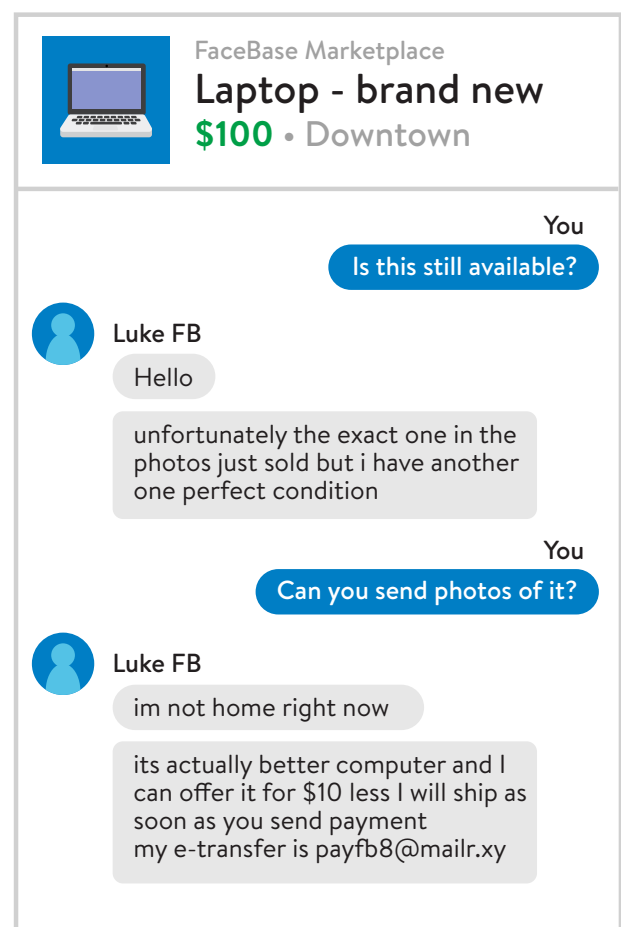 FaceBase Marketplace
Laptop - brand new
$100 • Downtown
You
Is this still available?
Luke FB
Hello
unfortunately the exact one in the
photos just sold but i have another
one perfect condition
You
Can you send photos of it?
Luke FB
im not home right now
its actually better computer and I
can offer it for $10 less I will ship as
soon as you send payment
my e-transfer is payfb8@mailr.xy